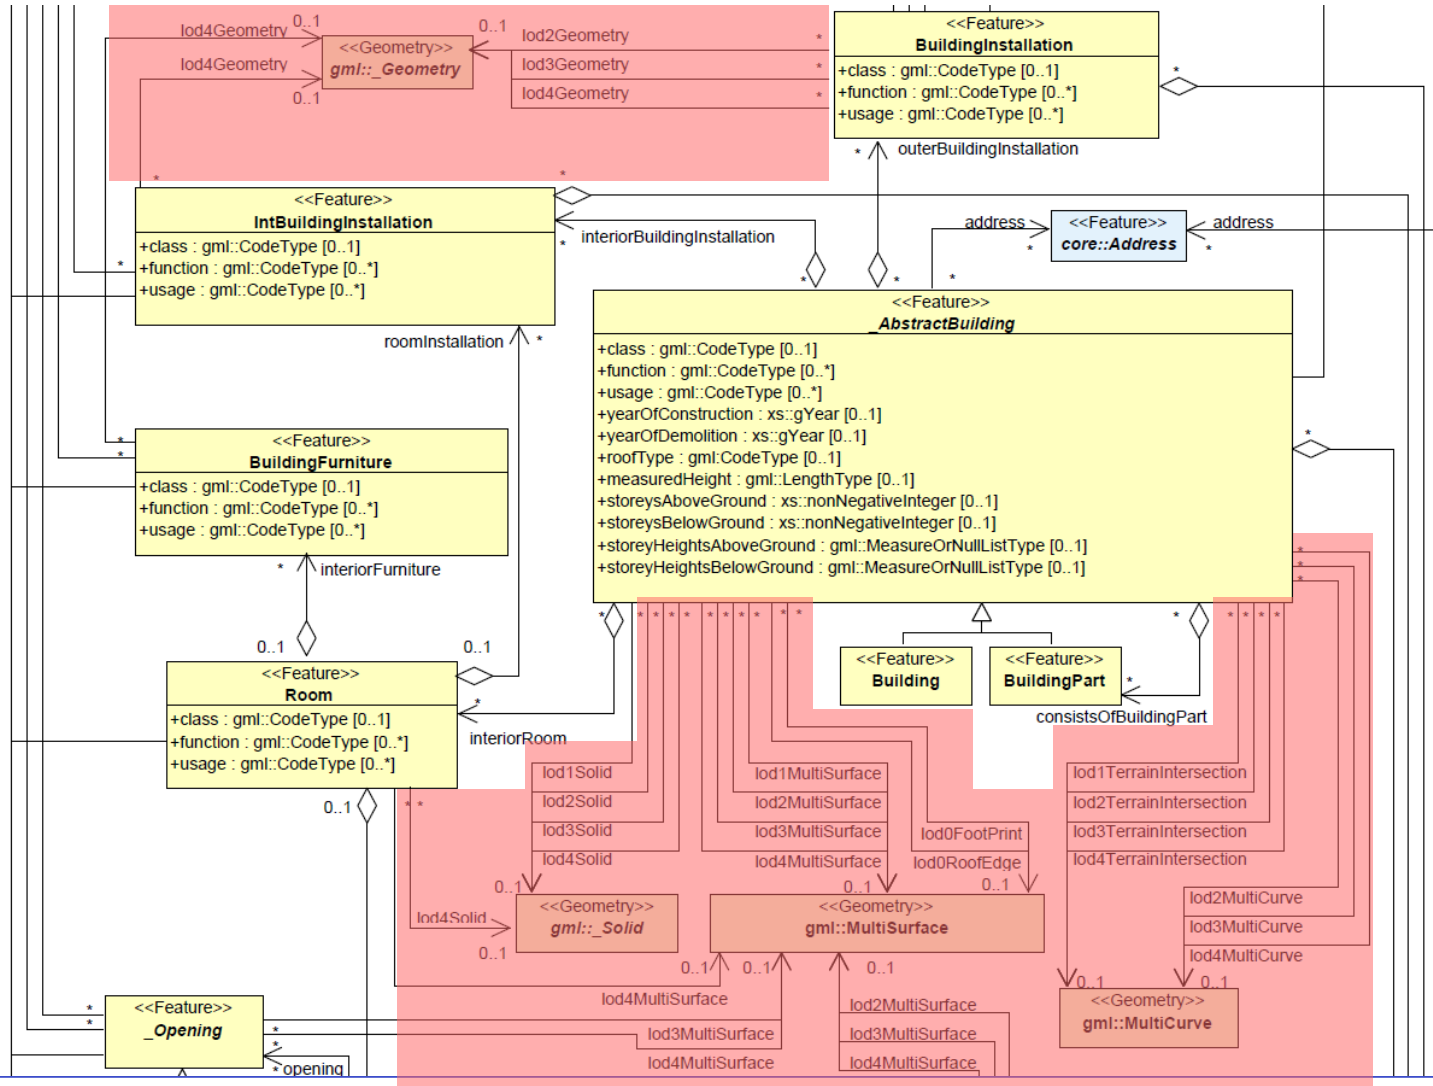 lod4Geometry
0..1
<<Geometry>>
gml::_Geometry
lod4Geometry
0..1
0..1
lod2Geometry
*
lod3Geometry
*
lod4Geometry
*
<<Feature>>
BuildingInstallation
+class : gml::CodeType [0..1]
+function : gml::CodeType [0..*]
+usage : gml::CodeType [0..*]
*
* outerBuildingInstallation
*
*
<<Feature>>
IntBuildingInstallation
+class : gml::CodeType [0..1]
+function : gml::CodeType [0..*]
+usage : gml::CodeType [0..*]
*
* interiorBuildingInstallation
address
*
<<Feature>>
core::Address
address
*
*
*
*
roomInstallation *
<<Feature>>
_AbstractBuilding
+class : gml::CodeType [0..1]
+function : gml::CodeType [0..*]
+usage : gml::CodeType [0..*]
+yearOfConstruction : xs::gYear [0..1]
+yearOfDemolition : xs::gYear [0..1]
+roofType : gml:CodeType [0..1]
+measuredHeight : gml::LengthType [0..1]
+storeysAboveGround : xs::nonNegativeInteger [0..1]
+storeysBelowGround : xs::nonNegativeInteger [0..1]
+storeyHeightsAboveGround : gml::MeasureOrNullListType [0..1]
+storeyHeightsBelowGround : gml::MeasureOrNullListType [0..1]
*
*
*
*
*
*
<<Feature>>
BuildingFurniture
+class : gml::CodeType [0..1]
+function : gml::CodeType [0..*]
+usage : gml::CodeType [0..*]
* interiorFurniture
0..1
0..1
<<Feature>>
Room
+class : gml::CodeType [0..1]
+function : gml::CodeType [0..*]
+usage : gml::CodeType [0..*]
*
interiorRoom
0..1
* *
* * * * * * * * * * *
* * * * *
<<Feature>>
Building
<<Feature>>
BuildingPart
*
consistsOfBuildingPart
lod1Solid
lod2Solid
lod3Solid
lod4Solid
0..1
lod1MultiSurface
lod2MultiSurface
lod3MultiSurface
lod4MultiSurface
0..1
lod0FootPrint
lod0RoofEdge
0..1
lod1TerrainIntersection
lod2TerrainIntersection
lod3TerrainIntersection
lod4TerrainIntersection
0..1
lod2MultiCurve
lod3MultiCurve
lod4MultiCurve
0..1
lod4Solid
0..1
<<Geometry>>
gml::_Solid
<<Geometry>>
gml::MultiSurface
0..1
0..1
0..1
<<Geometry>>
gml::MultiCurve
lod4MultiSurface
lod3MultiSurface
lod4MultiSurface
lod2MultiSurface
lod3MultiSurface
lod4MultiSurface
*
*
<<Feature>>
_Opening
*
*
* opening